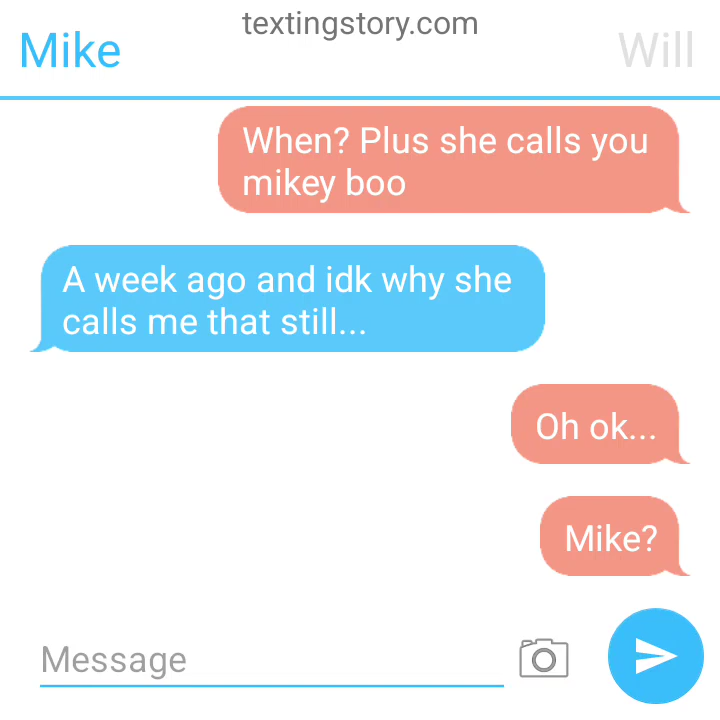 textingstory.com
Mike
Will
When? Plus she calls you
mikey boo
A week ago and idk why she
calls me that still...
Oh ok...
Mike?
Message